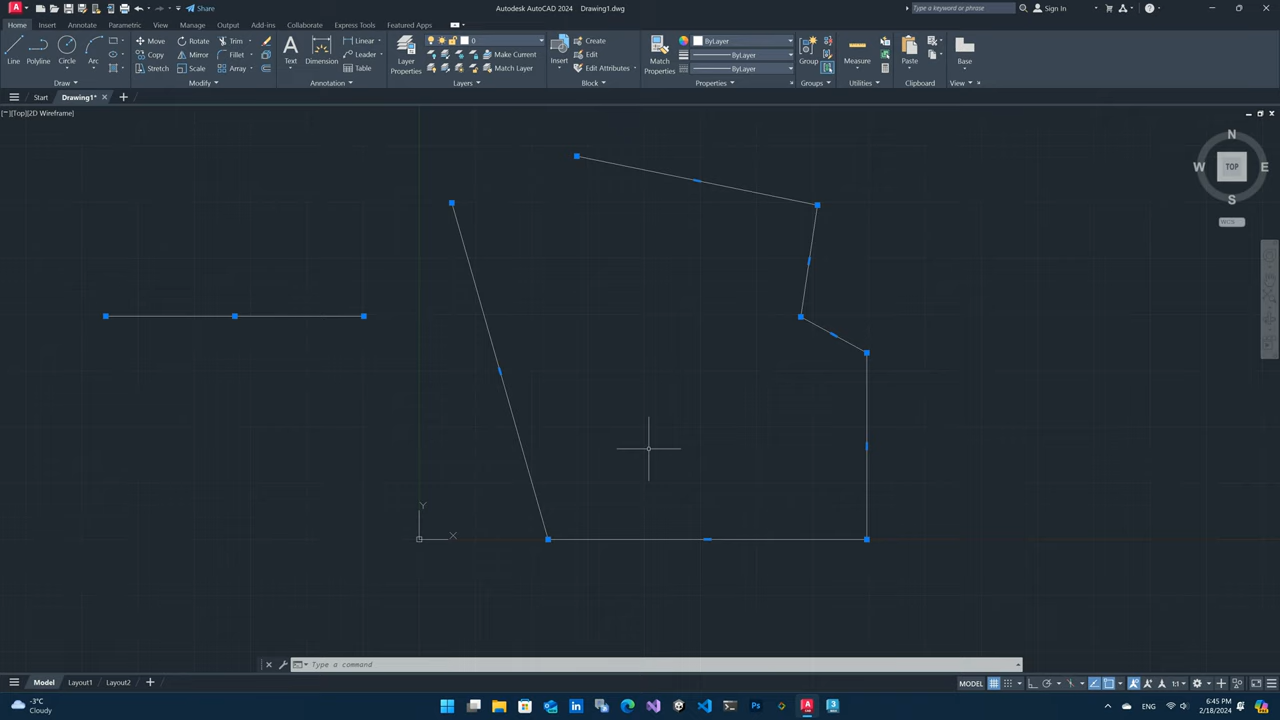 Share
Autodesk AutoCAD 2024 Drawing1.dwg
Type a keyword or phrase
Sign In
Home Insert Annotate Parametric View Manage Output Add-ins Collaborate Express Tools Featured Apps
Line
Polyline
Circle
Arc
Move
Copy
Stretch
Rotate
Mirror
Scale
Trim
Fillet
Array
Text
Dimension
Linear
Leader
Table
Layer
Properties
0
Make Current
Match Layer
Insert
Create
Edit
Edit Attributes
Match
Properties
ByLayer
ByLayer
ByLayer
Group
Measure
Paste
Base
Draw Modify Annotation Layers Block Properties Groups Utilities Clipboard View
Start Drawing1*
[−][Top][2D Wireframe]
N
W TOP E
S
WCS
Y
X
Type a command
Model Layout1 Layout2
MODEL 1:1
-3°C
Cloudy
6:45 PM
2/18/2024